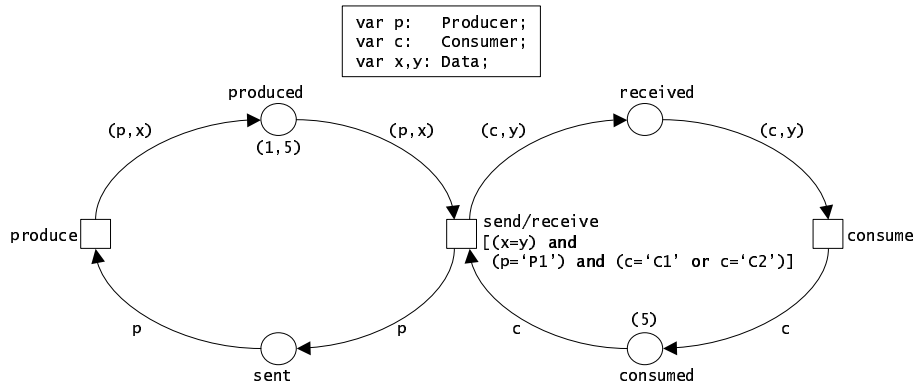 var p:   Producer;
var c:   Consumer;
var x,y: Data;
produced
received
(p,x)
(p,x)
(c,y)
(c,y)
(1,5)
produce
send/receive
[(x=y) and
(p=‘P1’) and (c=‘C1’ or c=‘C2’)]
consume
p
p
c
(5)
c
sent
consumed